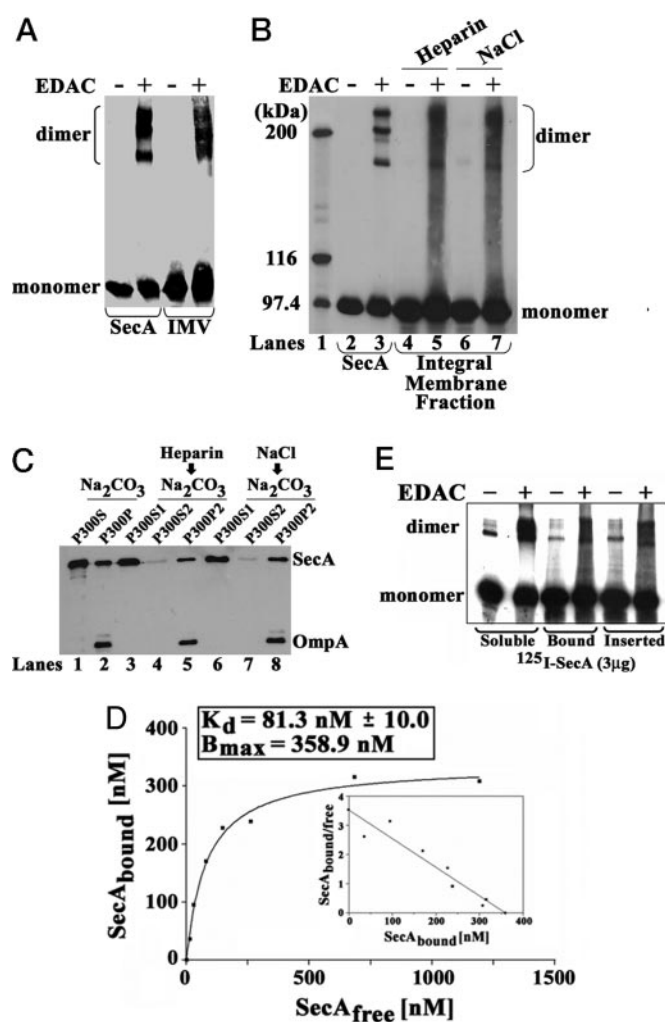 A
EDAC - + - +
dimer
monomer
SecA IMV
B
Heparin NaCl
EDAC - + - + - +
(kDa)
200
dimer
116
97.4
monomer
Lanes 1 2 3 4 5 6 7
SecA Integral
Membrane
Fraction
C
Heparin NaCl
Na2CO3 Na2CO3 Na2CO3
P300S P300P P300S1 P300S2 P300P2 P300S1 P300S2 P300P2
SecA
OmpA
Lanes 1 2 3 4 5 6 7 8
E
EDAC - + - + - +
dimer
monomer
Soluble Bound Inserted
125I-SecA (3µg)
D
Kd = 81.3 nM ± 10.0
Bmax = 358.9 nM
SecAbound [nM]
400
300
200
100
0
0 500 1000 1500
SecAfree [nM]
SecAbound/free
4
3
2
1
0
0 100 200 300 400
SecAbound [nM]